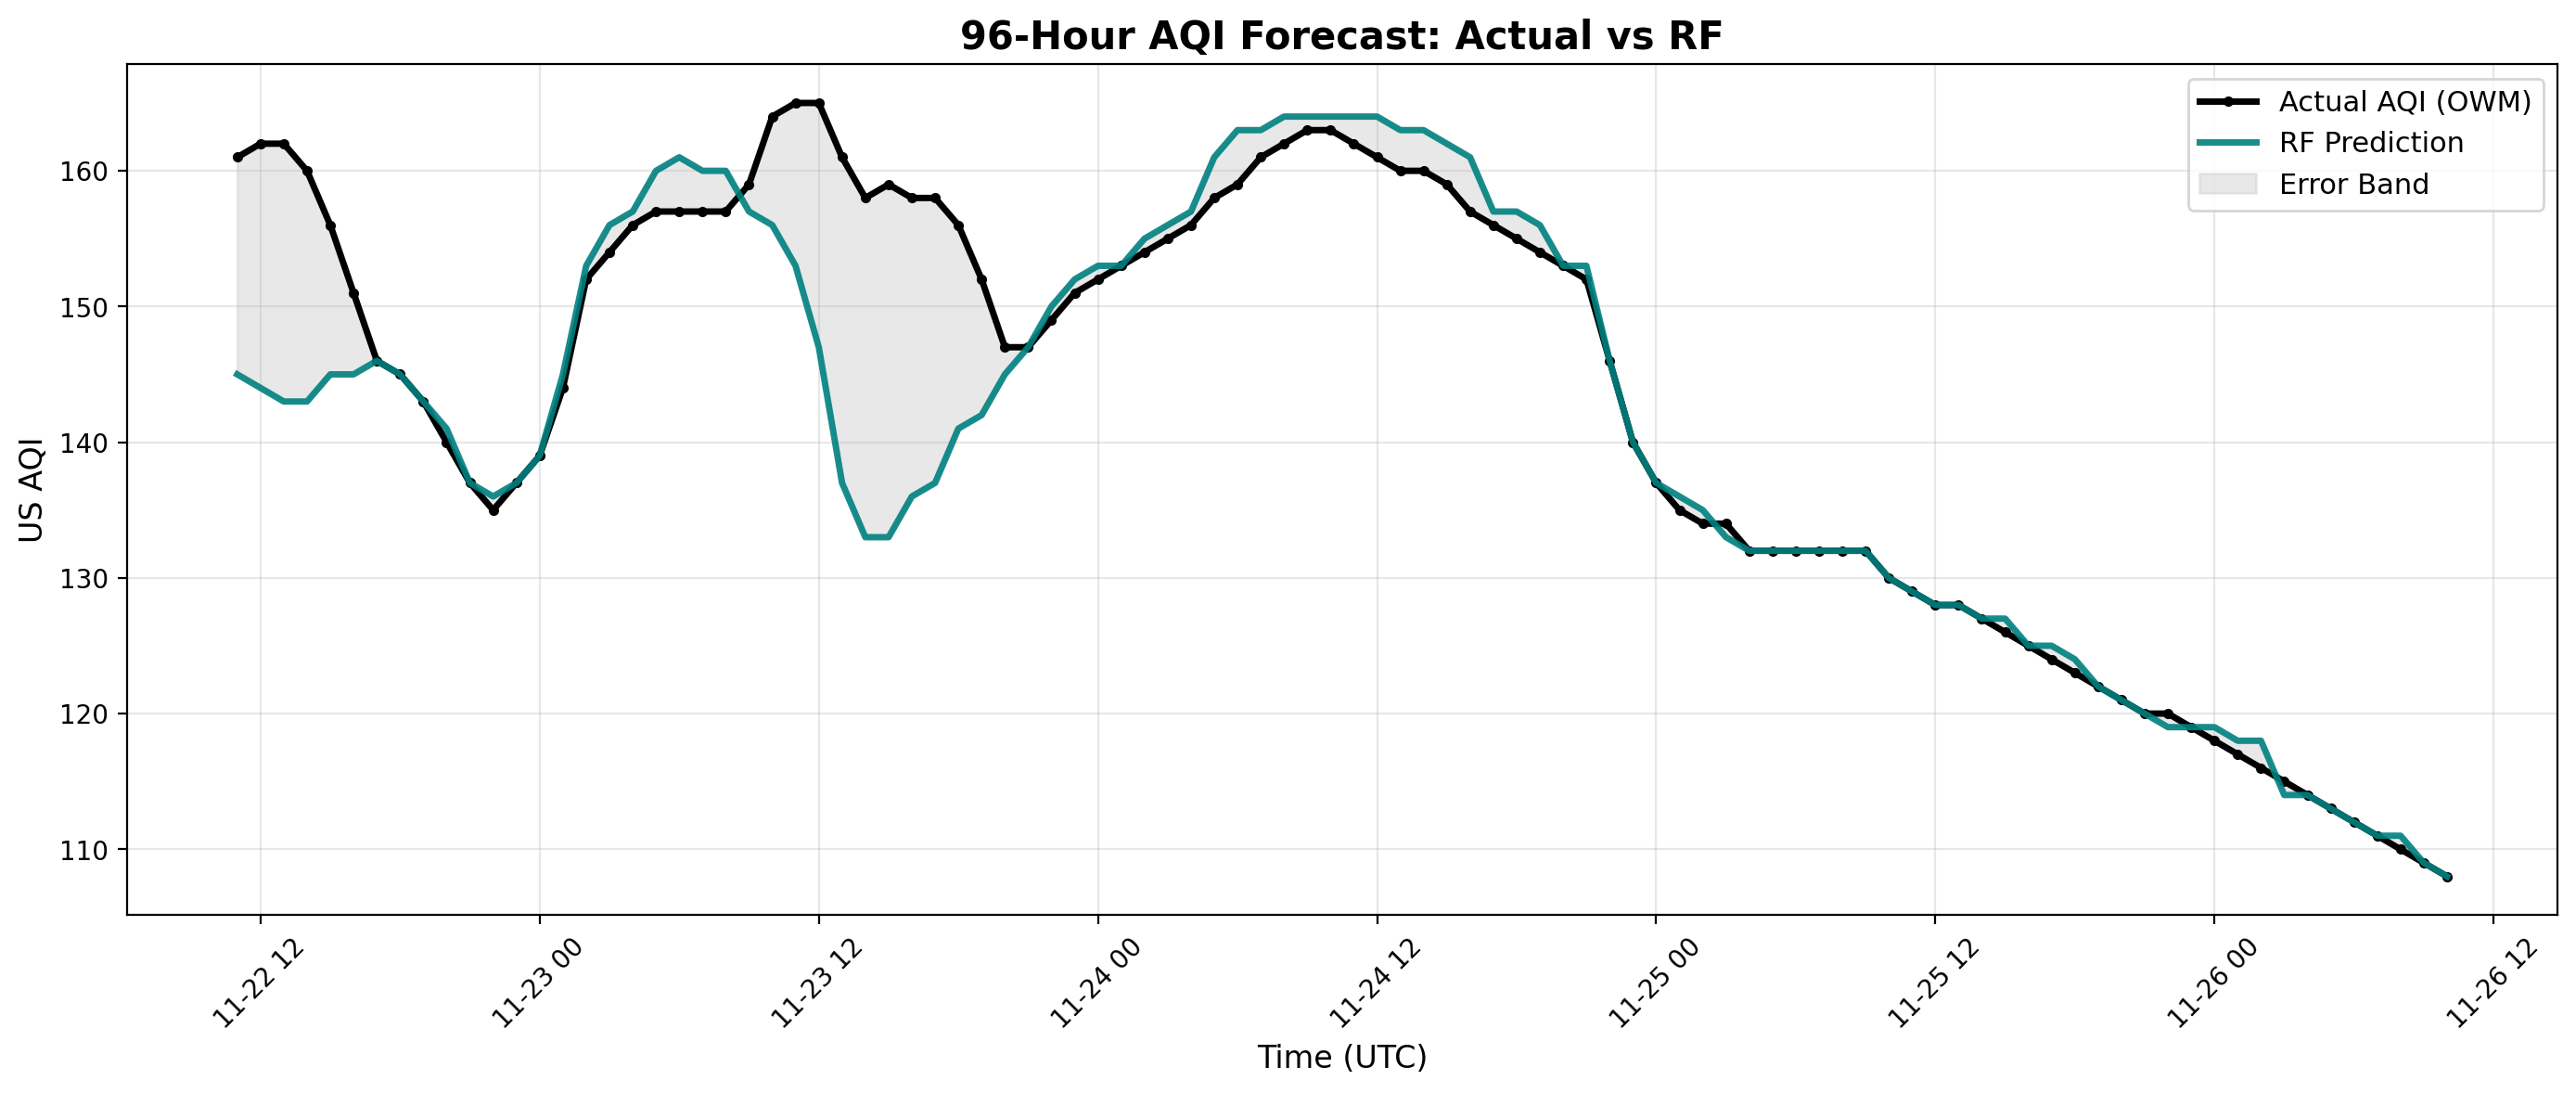 96-Hour AQI Forecast: Actual vs RF
Actual AQI (OWM)
RF Prediction
Error Band
US AQI
160
150
140
130
120
110
11-22 12
11-23 00
11-23 12
11-24 00
11-24 12
11-25 00
11-25 12
11-26 00
11-26 12
Time (UTC)